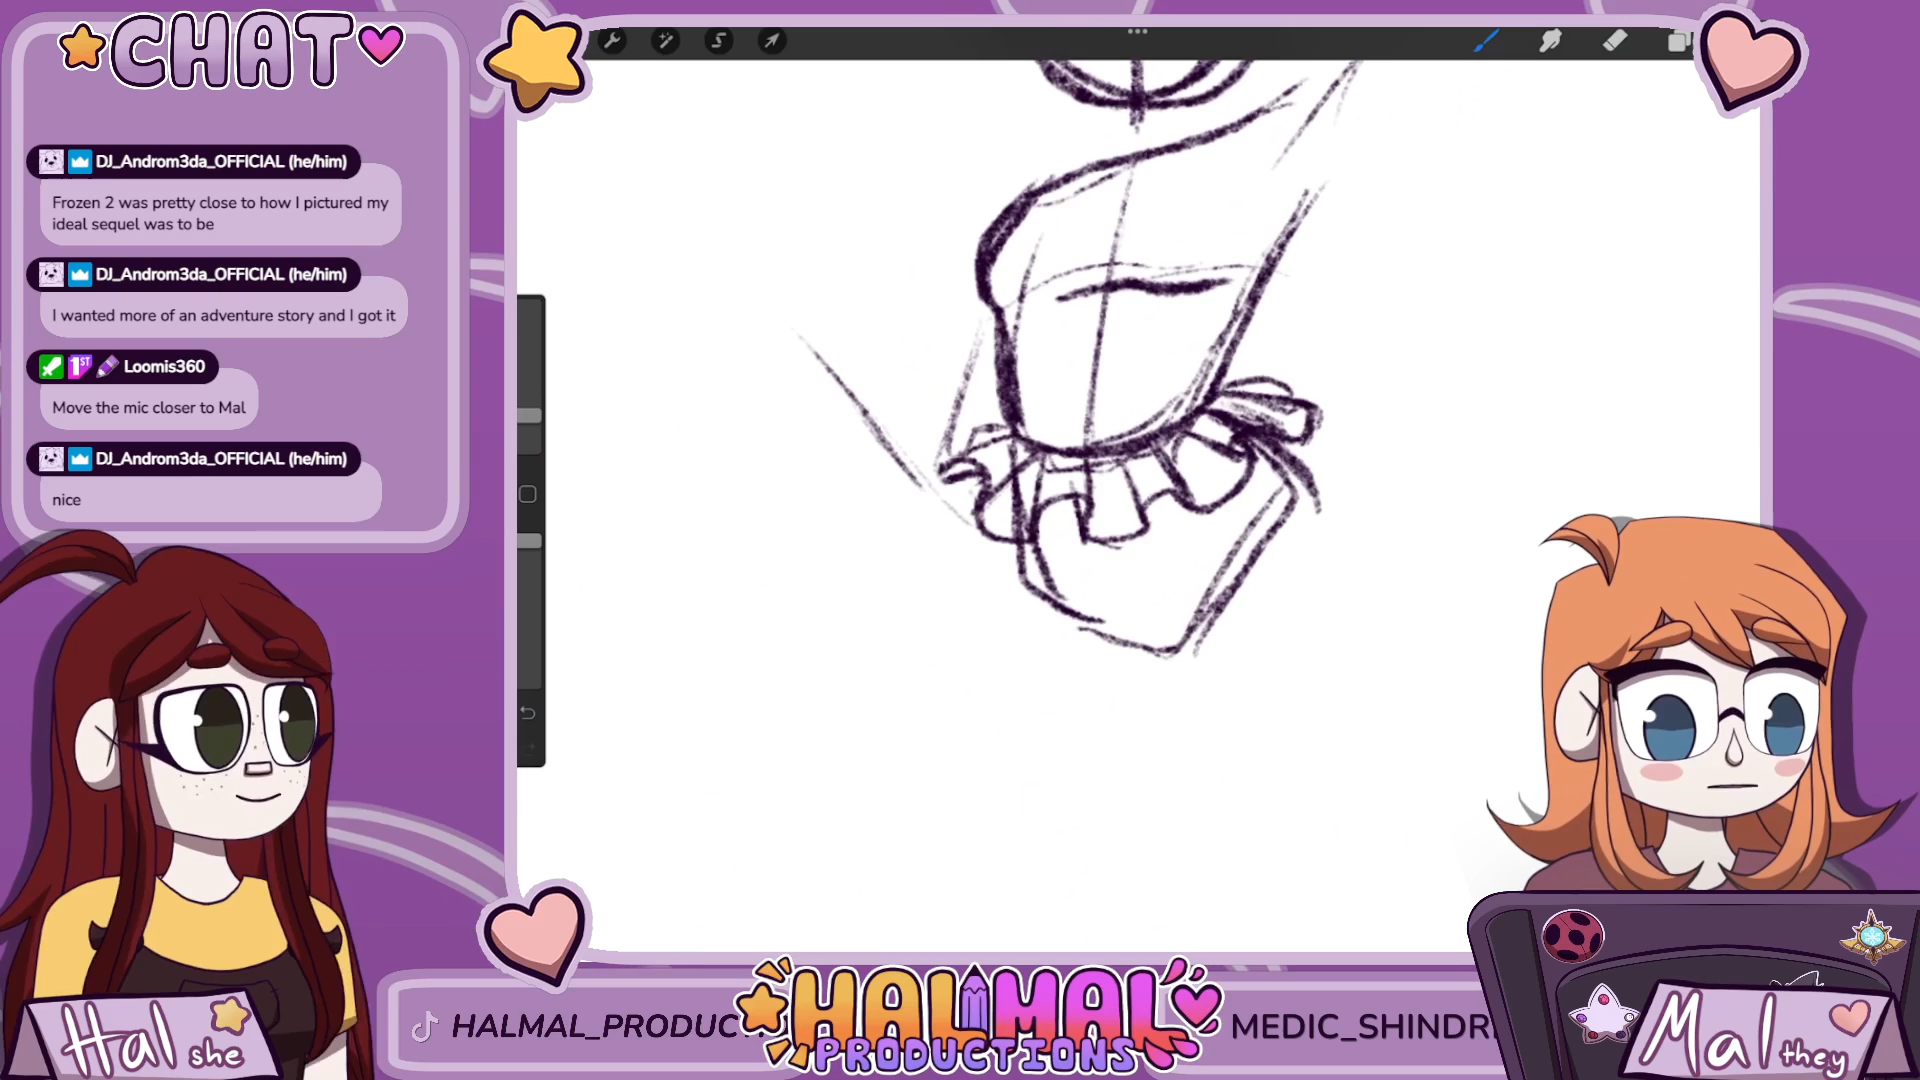 CHAT
DJ_Androm3da_OFFICIAL (he/him)
Frozen 2 was pretty close to how I pictured my
ideal sequel was to be
DJ_Androm3da_OFFICIAL (he/him)
I wanted more of an adventure story and I got it
1ST Loomis360
Move the mic closer to Mal
DJ_Androm3da_OFFICIAL (he/him)
nice
Hal she
HALMAL_PRODUC
HALMAL
PRODUCTIONS
MEDIC_SHINDR
Mal they